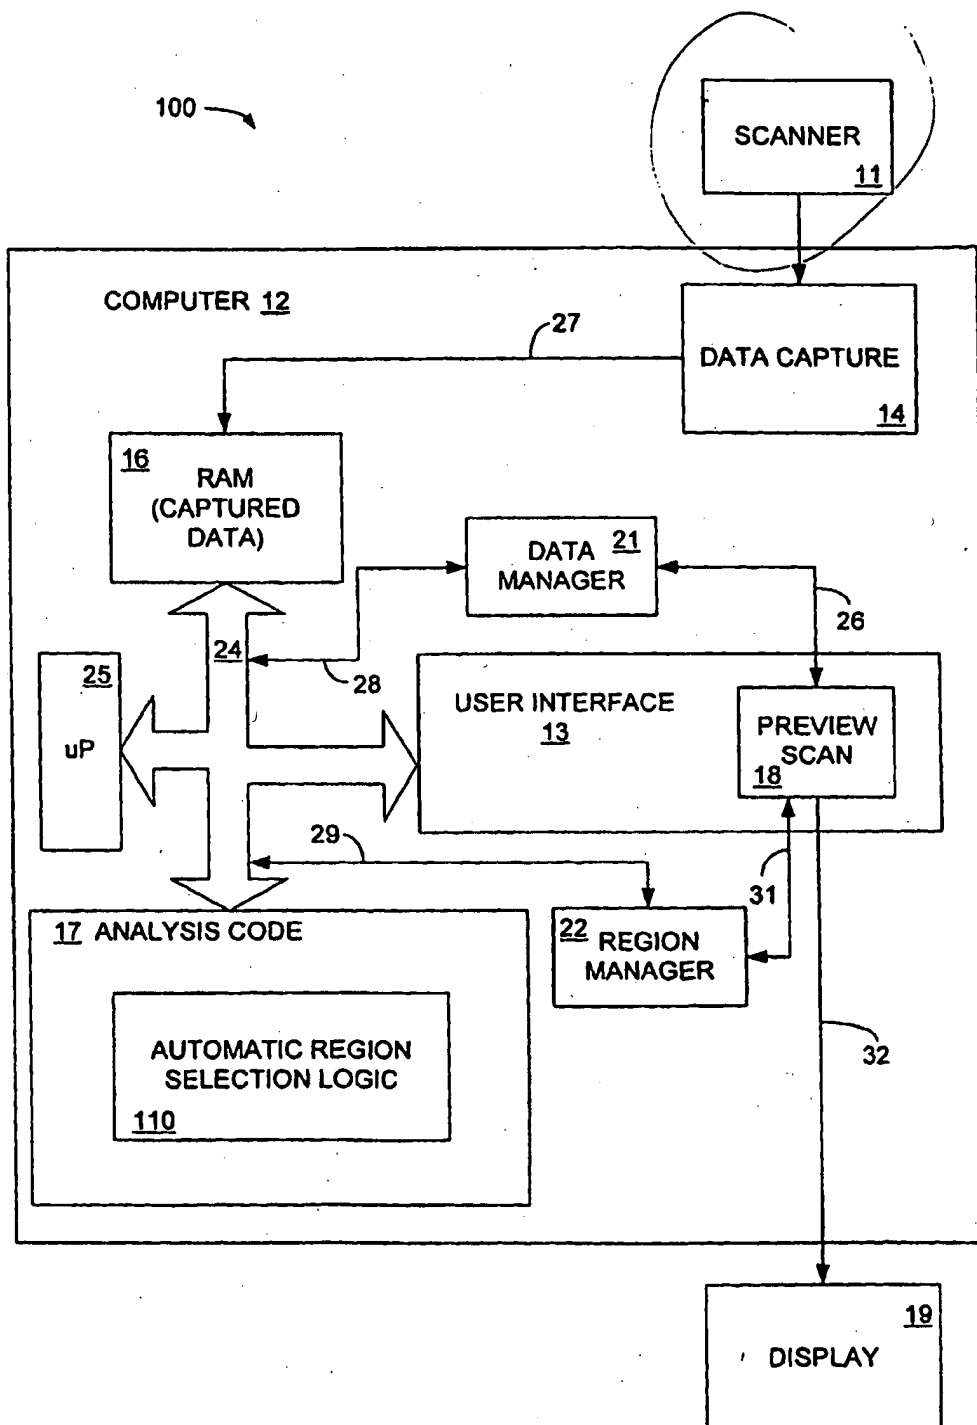 100
SCANNER
11
COMPUTER 12
27
DATA CAPTURE
14
16
RAM
(CAPTURED
DATA)
DATA
MANAGER
21
26
24
28
25
uP
USER INTERFACE
13
PREVIEW
SCAN
18
29
31
17 ANALYSIS CODE
22
REGION
MANAGER
AUTOMATIC REGION
SELECTION LOGIC
110
32
19
DISPLAY